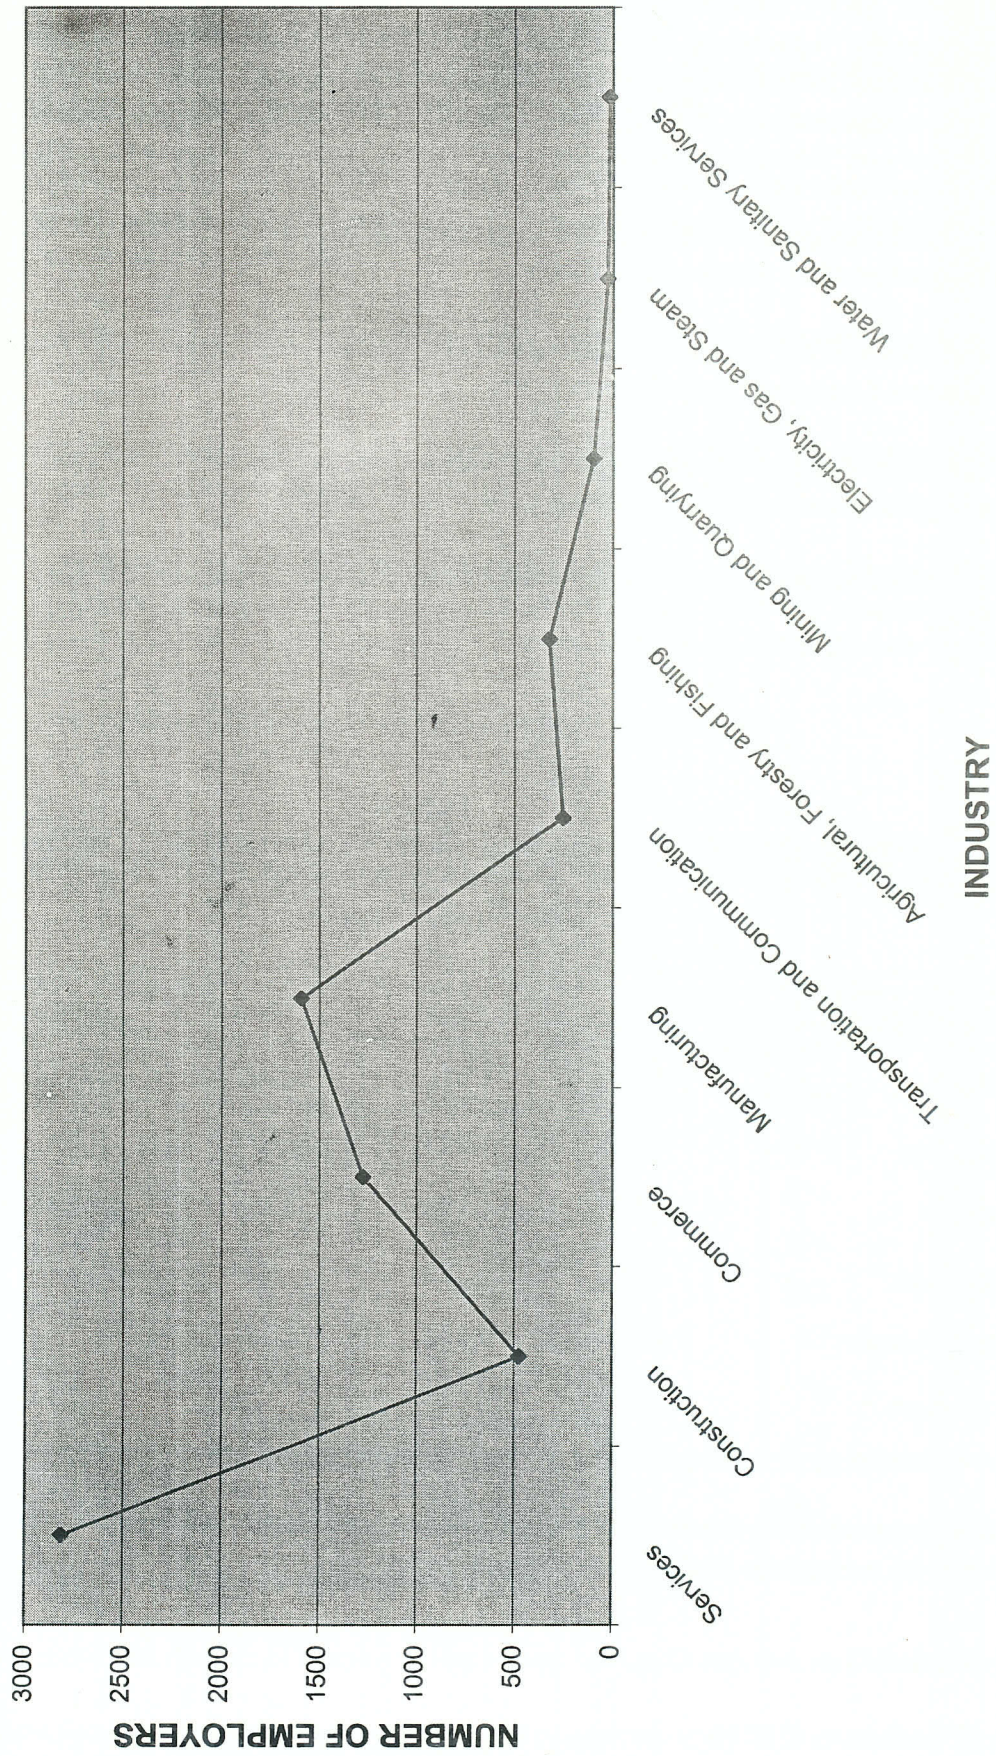 NUMBER OF EMPLOYERS
3000
2500
2000
1500
1000
500
0
Services
Construction
Commerce
Manufacturing
Transportation and Communication
Agricultural, Forestry and Fishing
Mining and Quarrying
Electricity, Gas and Steam
Water and Sanitary Services
INDUSTRY